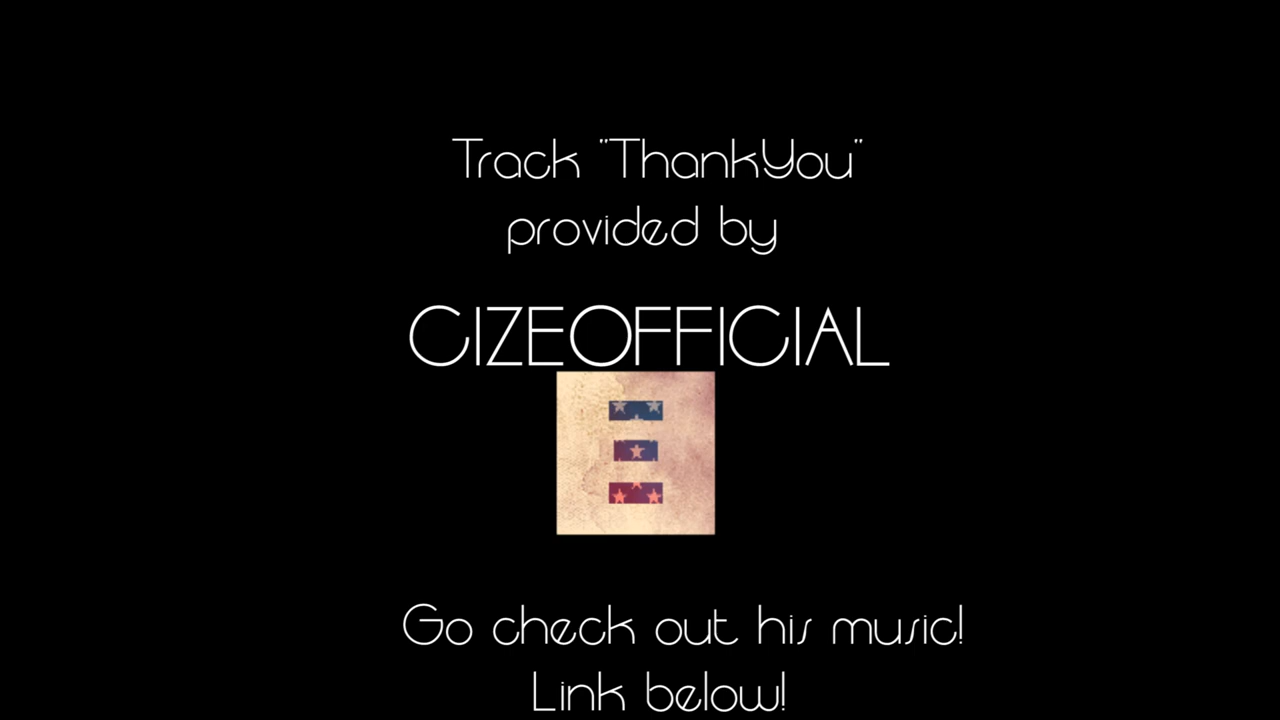 Track "ThankYou"
provided by
CIZEOFFICIAL
Go check out his music!
Link below!